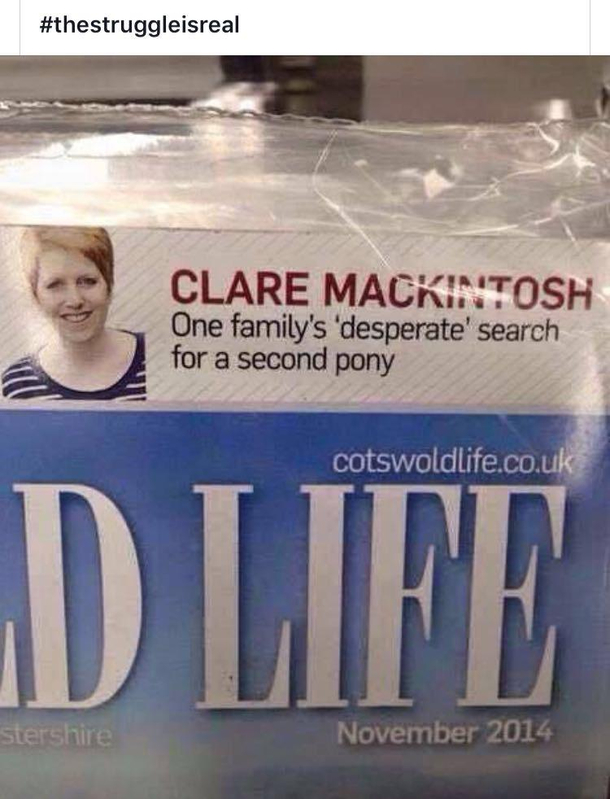 #thestruggleisreal
CLARE MACKINTOSH
One family's 'desperate' search
for a second pony
cotswoldlife.co.uk
D LIFE
stershire
November 2014